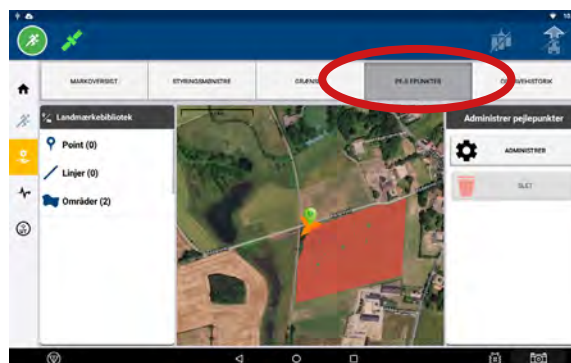 MARKOVERSIGT
STYRINGSMØNSTRE
PEJLEPUNKTER
Landmærkebibliotek
Point (0)
Linjer (0)
Områder (2)
Administrer pejlepunkter
ADMINISTRER
SLET